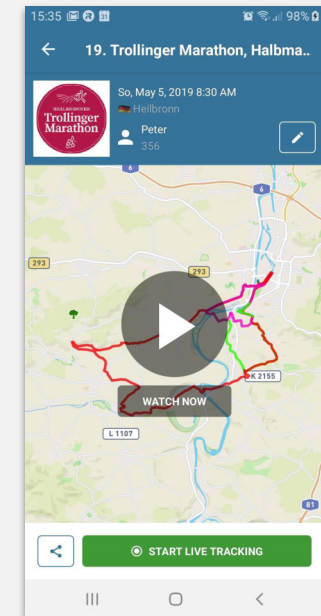 15:35 31 98%
19. Trollinger Marathon, Halbma..
So, May 5, 2019 8:30 AM
Heilbronn
HEILBRONNER
Trollinger
Marathon
Peter
356
6
6
293
293
K 2155
WATCH NOW
L 1107
81
START LIVE TRACKING